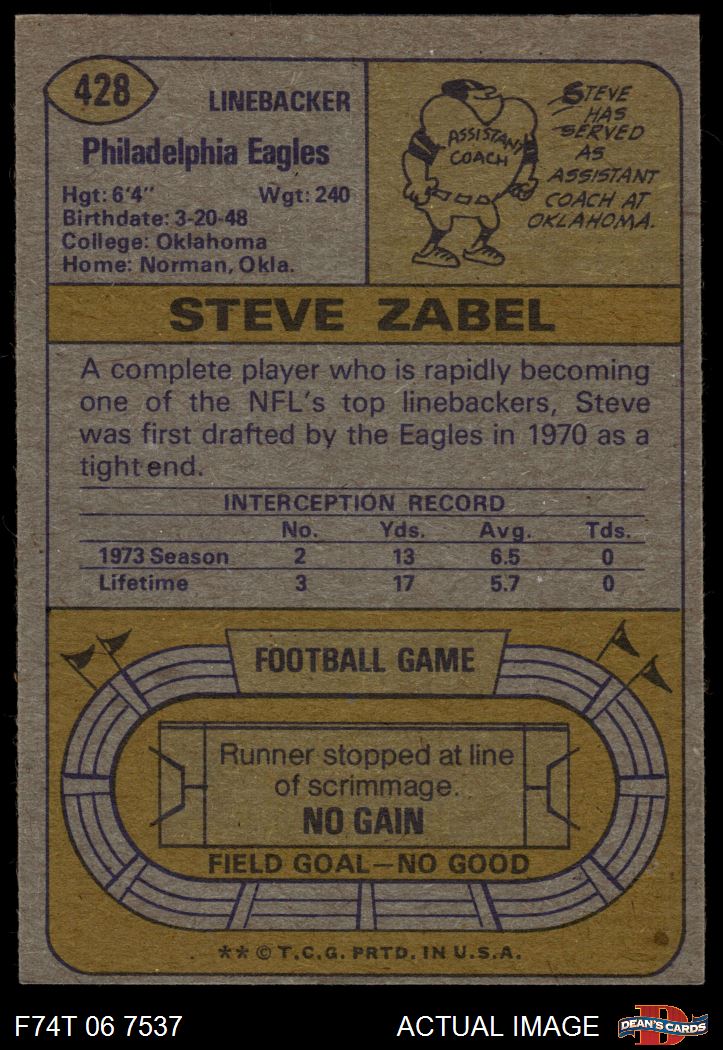 428
LINEBACKER
Philadelphia Eagles
Hgt: 6'4" Wgt: 240
Birthdate: 3-20-48
College: Oklahoma
Home: Norman, Okla.
ASSISTANT
COACH
STEVE
HAS
SERVED
AS
ASSISTANT
COACH AT
OKLAHOMA.
STEVE ZABEL
A complete player who is rapidly becoming
one of the NFL's top linebackers, Steve
was first drafted by the Eagles in 1970 as a
tight end.
INTERCEPTION RECORD
No. Yds. Avg. Tds.
1973 Season 2 13 6.5 0
Lifetime 3 17 5.7 0
FOOTBALL GAME
Runner stopped at line
of scrimmage.
NO GAIN
FIELD GOAL—NO GOOD
** © T.C.G. PRTD. IN U.S.A.
F74T 06 7537 ACTUAL IMAGE
D
DEAN'S CARDS